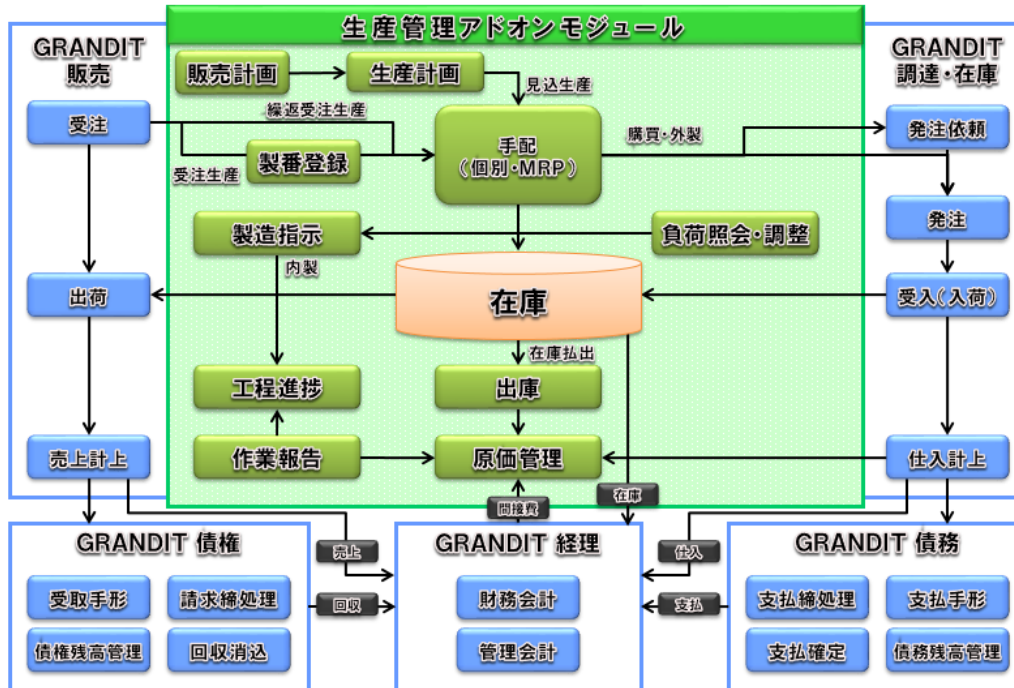 生産管理アドオンモジュール
GRANDIT
販売
GRANDIT
調達・在庫
販売計画
生産計画
見込生産
受注
繰返受注生産
手配
(個別・MRP)
購買・外製
発注依頼
受注生産
製番登録
発注
製造指示
負荷照会・調整
内製
出荷
在庫
受入(入荷)
在庫払出
工程進捗
出庫
売上計上
作業報告
原価管理
仕入計上
間接費
在庫
GRANDIT 債権
売上
GRANDIT 経理
仕入
GRANDIT 債務
受取手形
請求締処理
回収
財務会計
支払
支払締処理
支払手形
債権残高管理
回収消込
管理会計
支払確定
債務残高管理